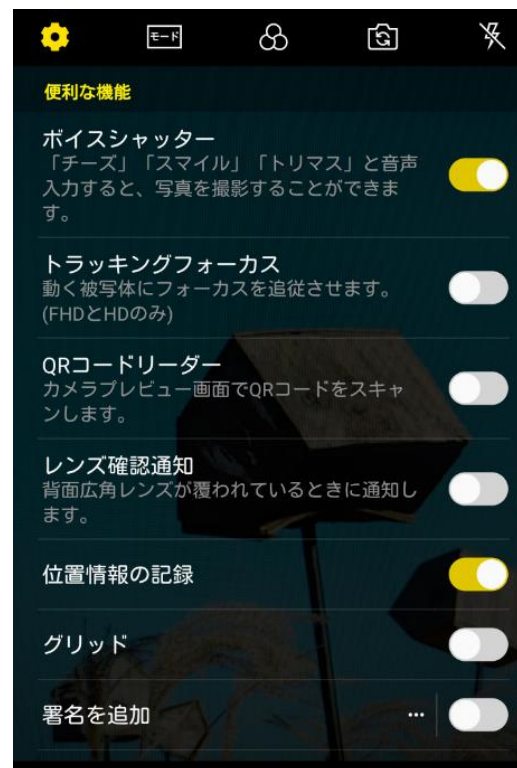 モード
便利な機能
ボイスシャッター
「チーズ」「スマイル」「トリマス」と音声
入力すると、写真を撮影することができま
す。
トラッキングフォーカス
動く被写体にフォーカスを追従させます。
(FHDとHDのみ)
QRコードリーダー
カメラプレビュー画面でQRコードをスキャ
ンします。
レンズ確認通知
背面広角レンズが覆われているときに通知し
ます。
位置情報の記録
グリッド
署名を追加